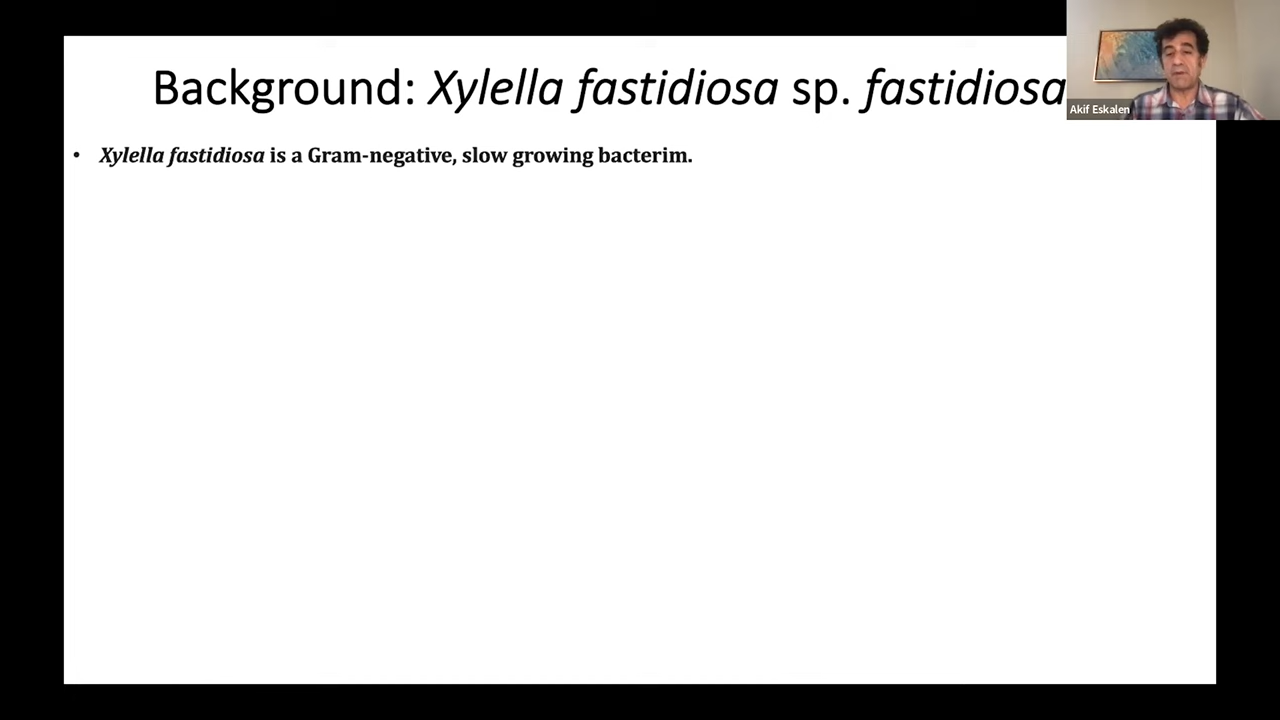 Background: Xylella fastidiosa sp. fastidiosa
Akif Eskalen
• Xylella fastidiosa is a Gram-negative, slow growing bacterim.